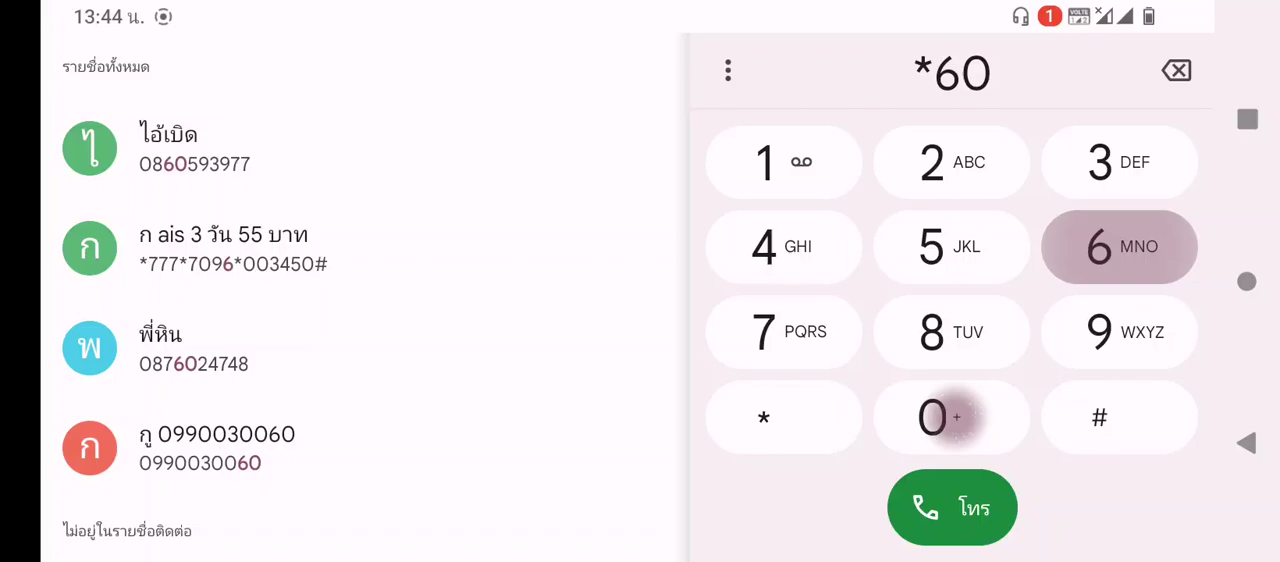 13:44 น.
1
VOLTE
1 2
รายชื่อทั้งหมด
ไ
ไอ้เบิด
0860593977
ก
ก ais 3 วัน 55 บาท
*777*7096*003450#
พ
พี่หิน
0876024748
ก
กู 0990030060
0990030060
ไม่อยู่ในรายชื่อติดต่อ
*60
1
2 ABC
3 DEF
4 GHI
5 JKL
6 MNO
7 PQRS
8 TUV
9 WXYZ
*
0 +
#
โทร